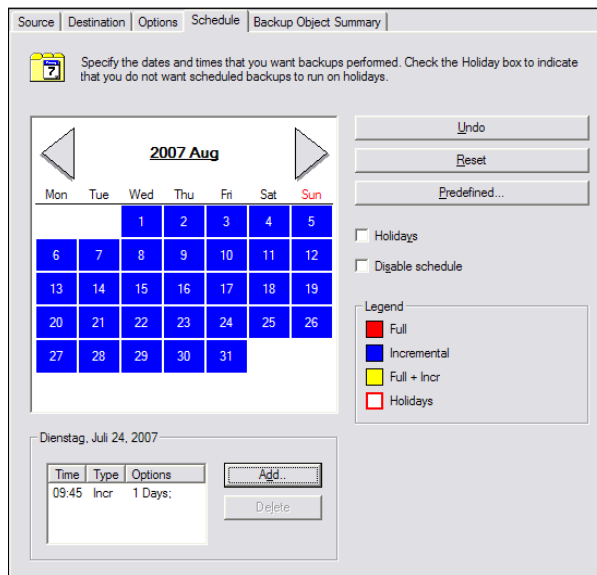 Source Destination Options Schedule Backup Object Summary
7
Specify the dates and times that you want backups performed. Check the Holiday box to indicate
that you do not want scheduled backups to run on holidays.
2007 Aug
Mon Tue Wed Thu Fri Sat Sun
1 2 3 4 5
6 7 8 9 10 11 12
13 14 15 16 17 18 19
20 21 22 23 24 25 26
27 28 29 30 31
Undo
Reset
Predefined...
Holidays
Disable schedule
Legend
Full
Incremental
Full + Incr
Holidays
Dienstag, Juli 24, 2007
Time Type Options
09:45 Incr 1 Days;
Add..
Delete